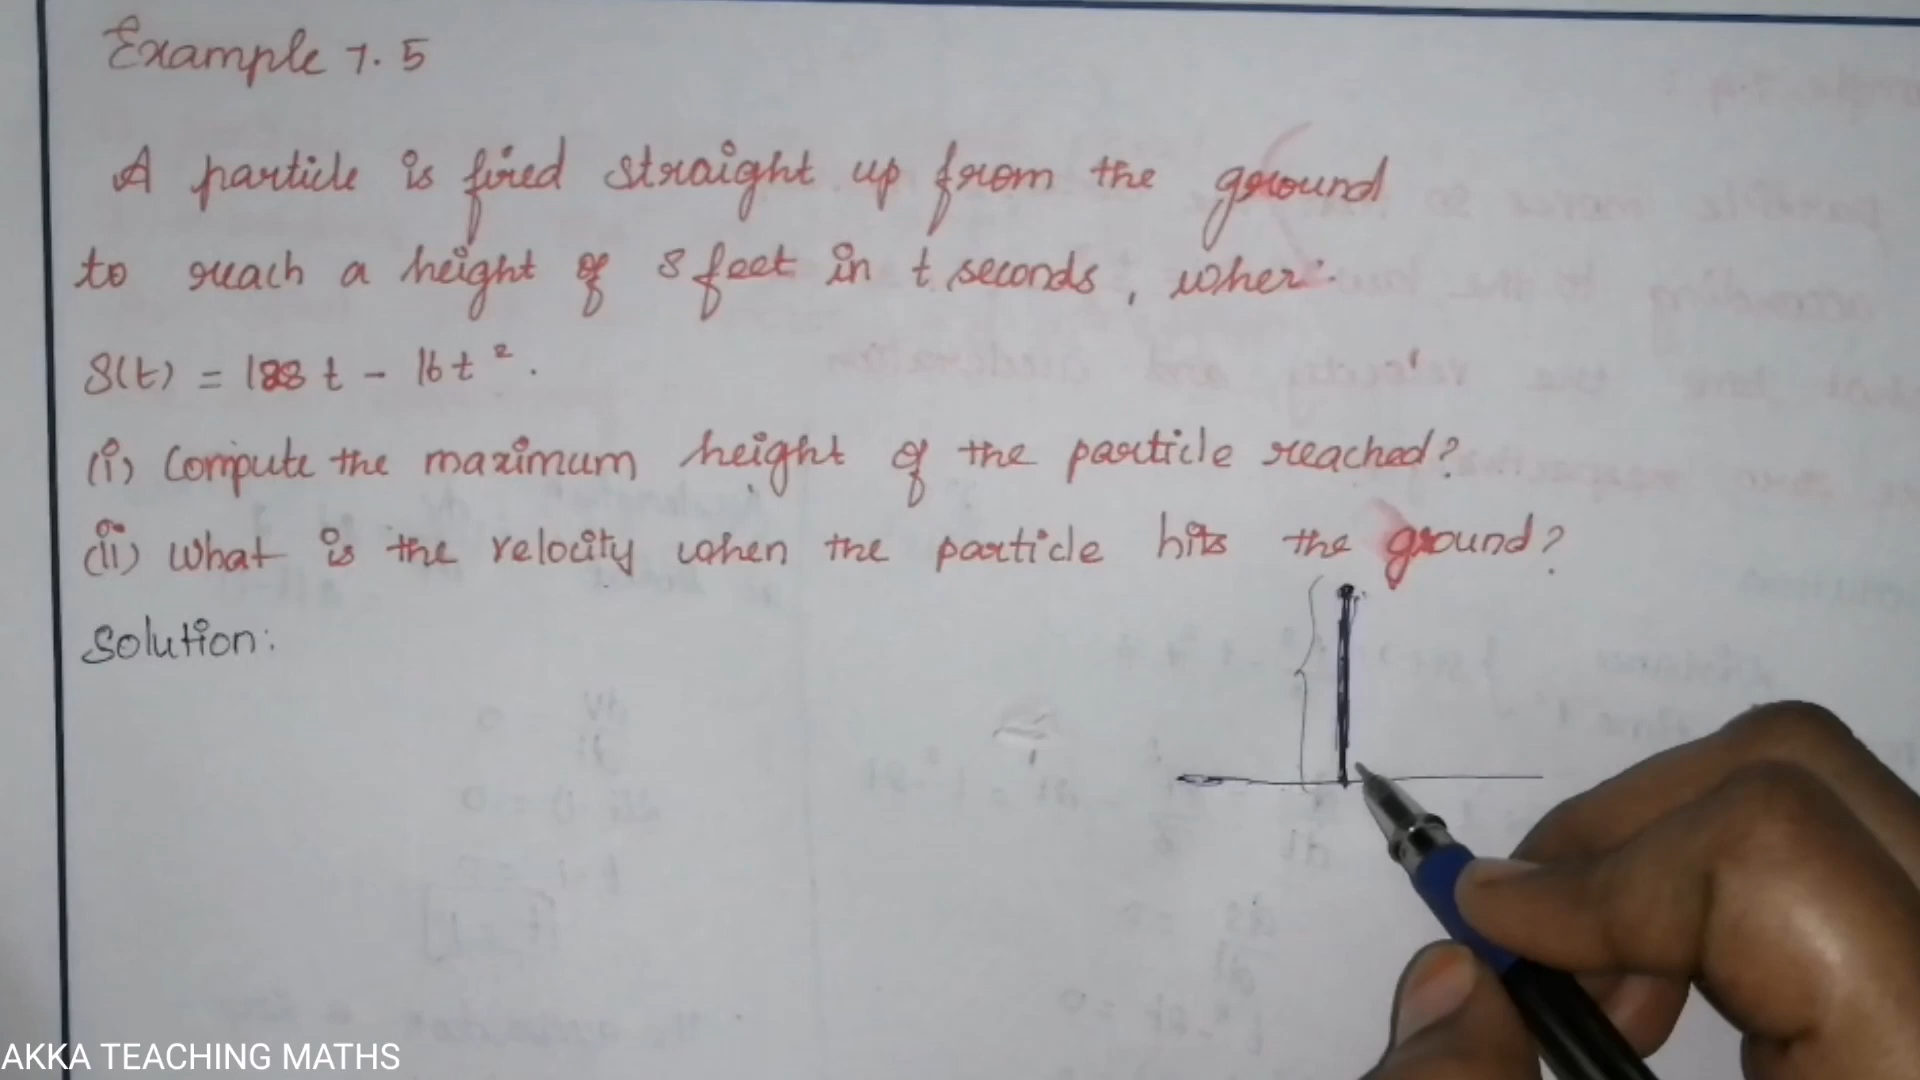 Example 7.5
A particle is fired straight up from the ground
to reach a height of s feet in t seconds, where
S(t) = 128 t - 16t².
(i) Compute the maximum height of the particle reached?
(ii) What is the velocity when the particle hits the ground?
Solution:
AKKA TEACHING MATHS